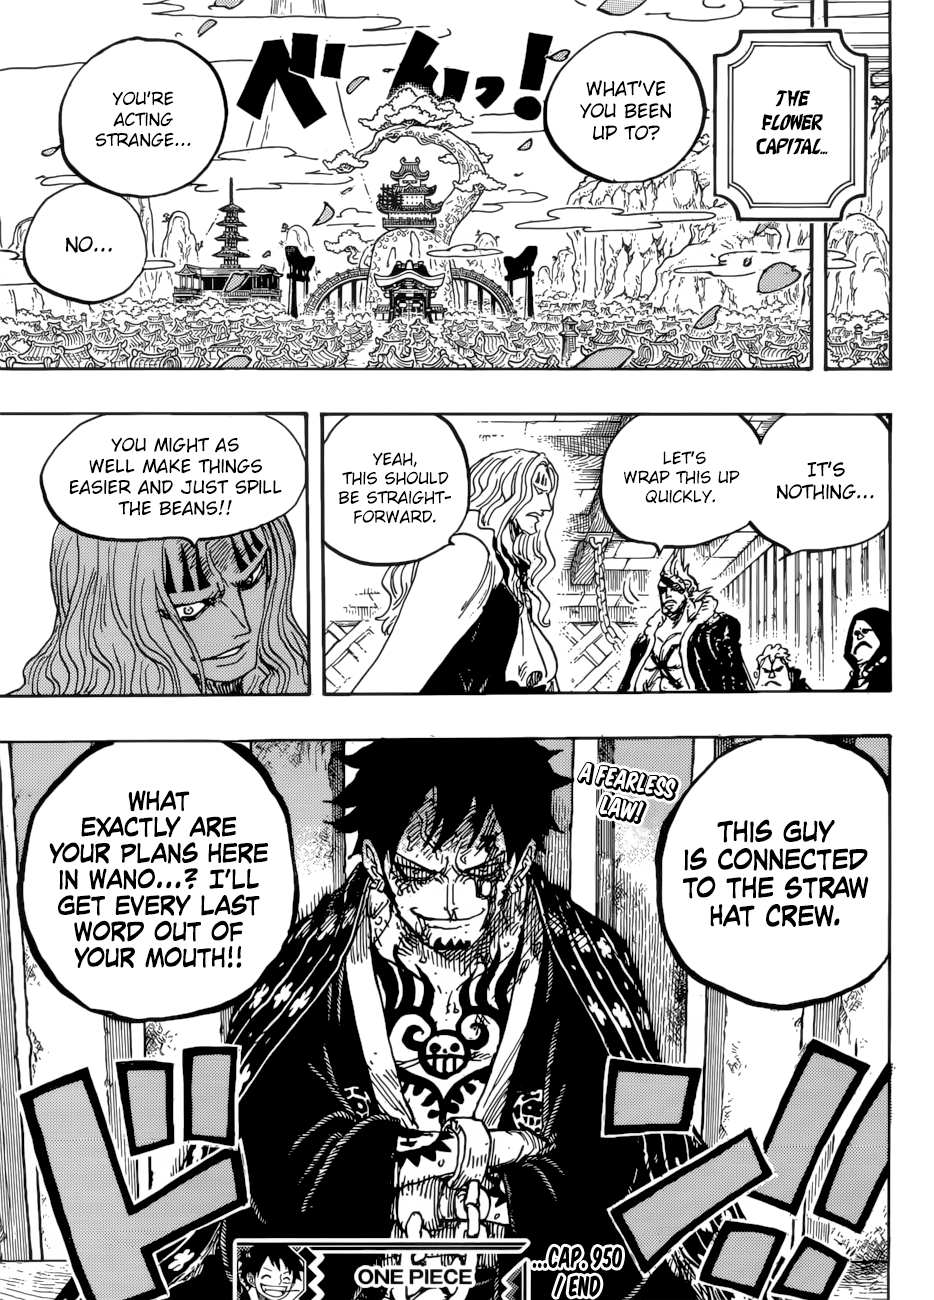 THE
FLOWER
CAPITAL...
WHAT'VE
YOU BEEN
UP TO?
べんっ!
YOU'RE
ACTING
STRANGE...
NO...
IT'S
NOTHING...
LET'S
WRAP THIS UP
QUICKLY.
YEAH,
THIS SHOULD
BE STRAIGHT-
FORWARD.
YOU MIGHT AS
WELL MAKE THINGS
EASIER AND JUST SPILL
THE BEANS!!
THIS GUY
IS CONNECTED
TO THE STRAW
HAT CREW.
A FEARLESS
LAW!
WHAT
EXACTLY ARE
YOUR PLANS HERE
IN WANO...? I'LL
GET EVERY LAST
WORD OUT OF
YOUR MOUTH!!
ドン!!
ONE PIECE
...CAP. 950
/ END